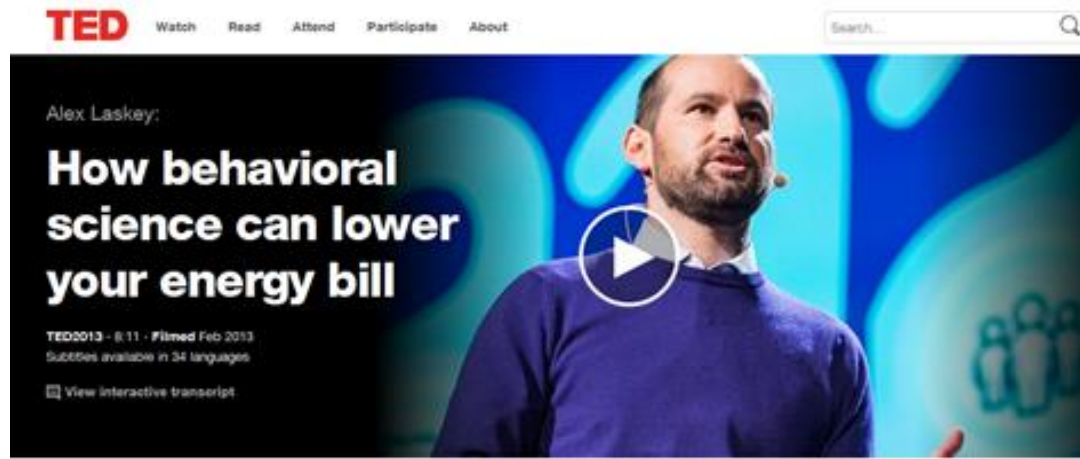 TED Watch Read Attend Participate About Search...
Alex Laskey:
How behavioral
science can lower
your energy bill
TED2013 · 8:11 · Filmed Feb 2013
Subtitles available in 34 languages
View interactive transcript